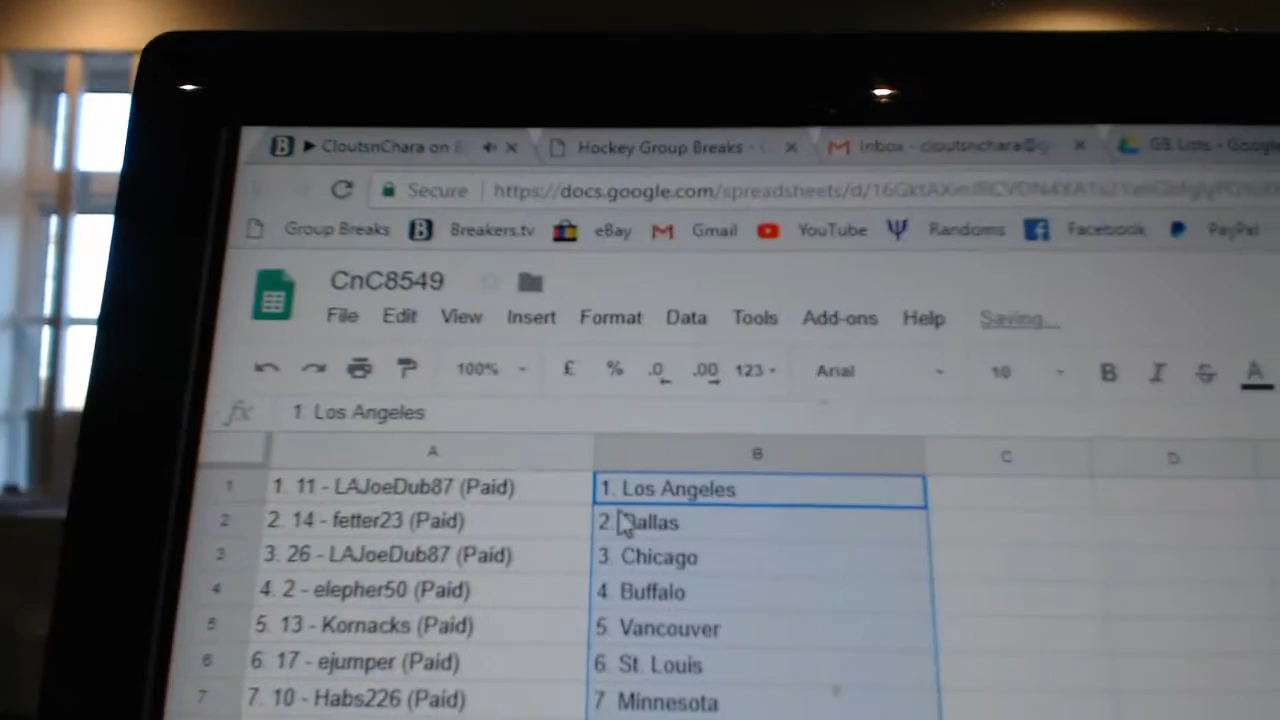 CloutsnChara on Hockey Group Breaks - Inbox - cloutsnchara@ GB Lists - Google
Secure https://docs.google.com/spreadsheets/d/
Group Breaks Breakers.tv eBay Gmail YouTube Randoms Facebook PayPal
CnC8549
File Edit View Insert Format Data Tools Add-ons Help Saving...
100% £ % .0 .00 123 Arial 10 B I S A
fx 1. Los Angeles
A B C D
1 1. 11 - LAJoeDub87 (Paid) 1. Los Angeles
2 2. 14 - fetter23 (Paid) 2. Dallas
3 3. 26 - LAJoeDub87 (Paid) 3. Chicago
4 4. 2 - elepher50 (Paid) 4. Buffalo
5 5. 13 - Kornacks (Paid) 5. Vancouver
6 6. 17 - ejumper (Paid) 6. St. Louis
7 7. 10 - Habs226 (Paid) 7. Minnesota